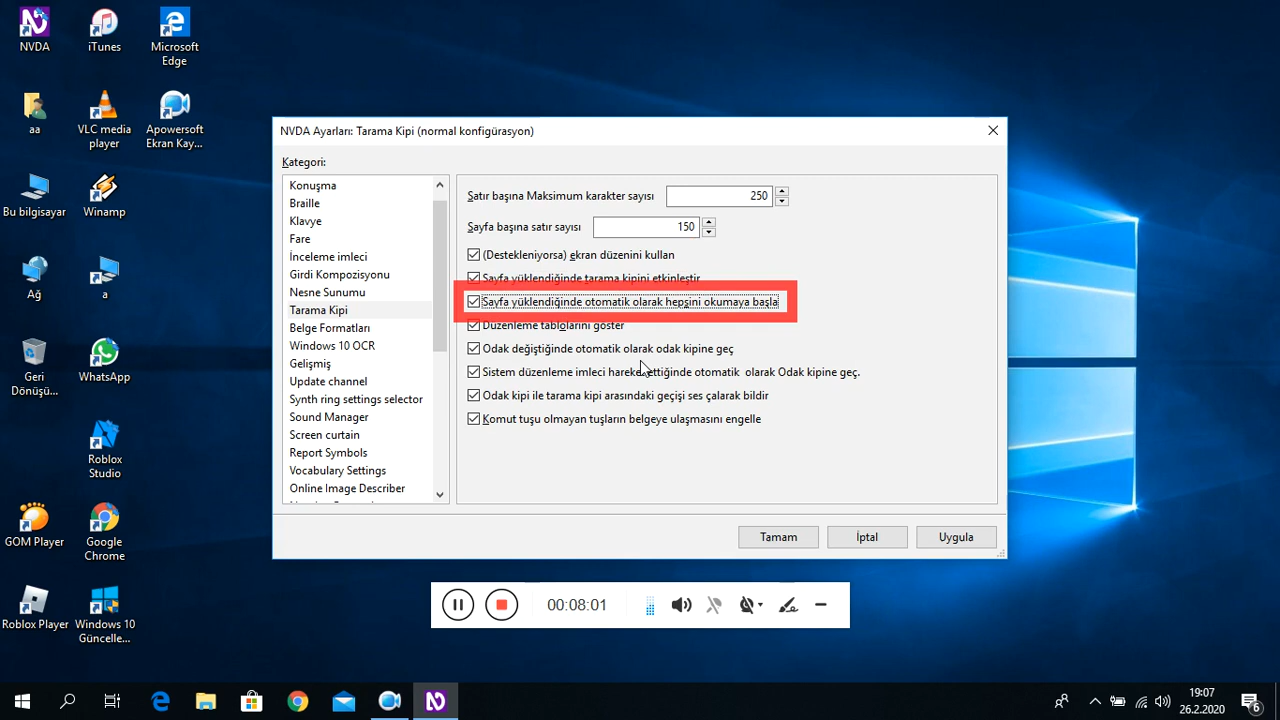 NVDA
iTunes
Microsoft
Edge
aa
VLC media
player
Apowersoft
Ekran Kay...
Bu bilgisayar
Winamp
Ağ
a
Geri
Dönüşü...
WhatsApp
Roblox
Studio
GOM Player
Google
Chrome
Roblox Player
Windows 10
Güncelle...
NVDA Ayarları: Tarama Kipi (normal konfigürasyon)
Kategori:
Konuşma
Braille
Klavye
Fare
İnceleme imleci
Girdi Kompozisyonu
Nesne Sunumu
Tarama Kipi
Belge Formatları
Windows 10 OCR
Gelişmiş
Update channel
Synth ring settings selector
Sound Manager
Screen curtain
Report Symbols
Vocabulary Settings
Online Image Describer
Satır başına Maksimum karakter sayısı 250
Sayfa başına satır sayısı 150
(Destekleniyorsa) ekran düzenini kullan
Sayfa yüklendiğinde tarama kipini etkinleştir
Sayfa yüklendiğinde otomatik olarak hepsini okumaya başla
Düzenleme tablolarını göster
Odak değiştiğinde otomatik olarak odak kipine geç
Sistem düzenleme imleci hareket ettiğinde otomatik olarak Odak kipine geç.
Odak kipi ile tarama kipi arasındaki geçişi ses çalarak bildir
Komut tuşu olmayan tuşların belgeye ulaşmasını engelle
Tamam
İptal
Uygula
00:08:01
19:07
26.2.2020
6